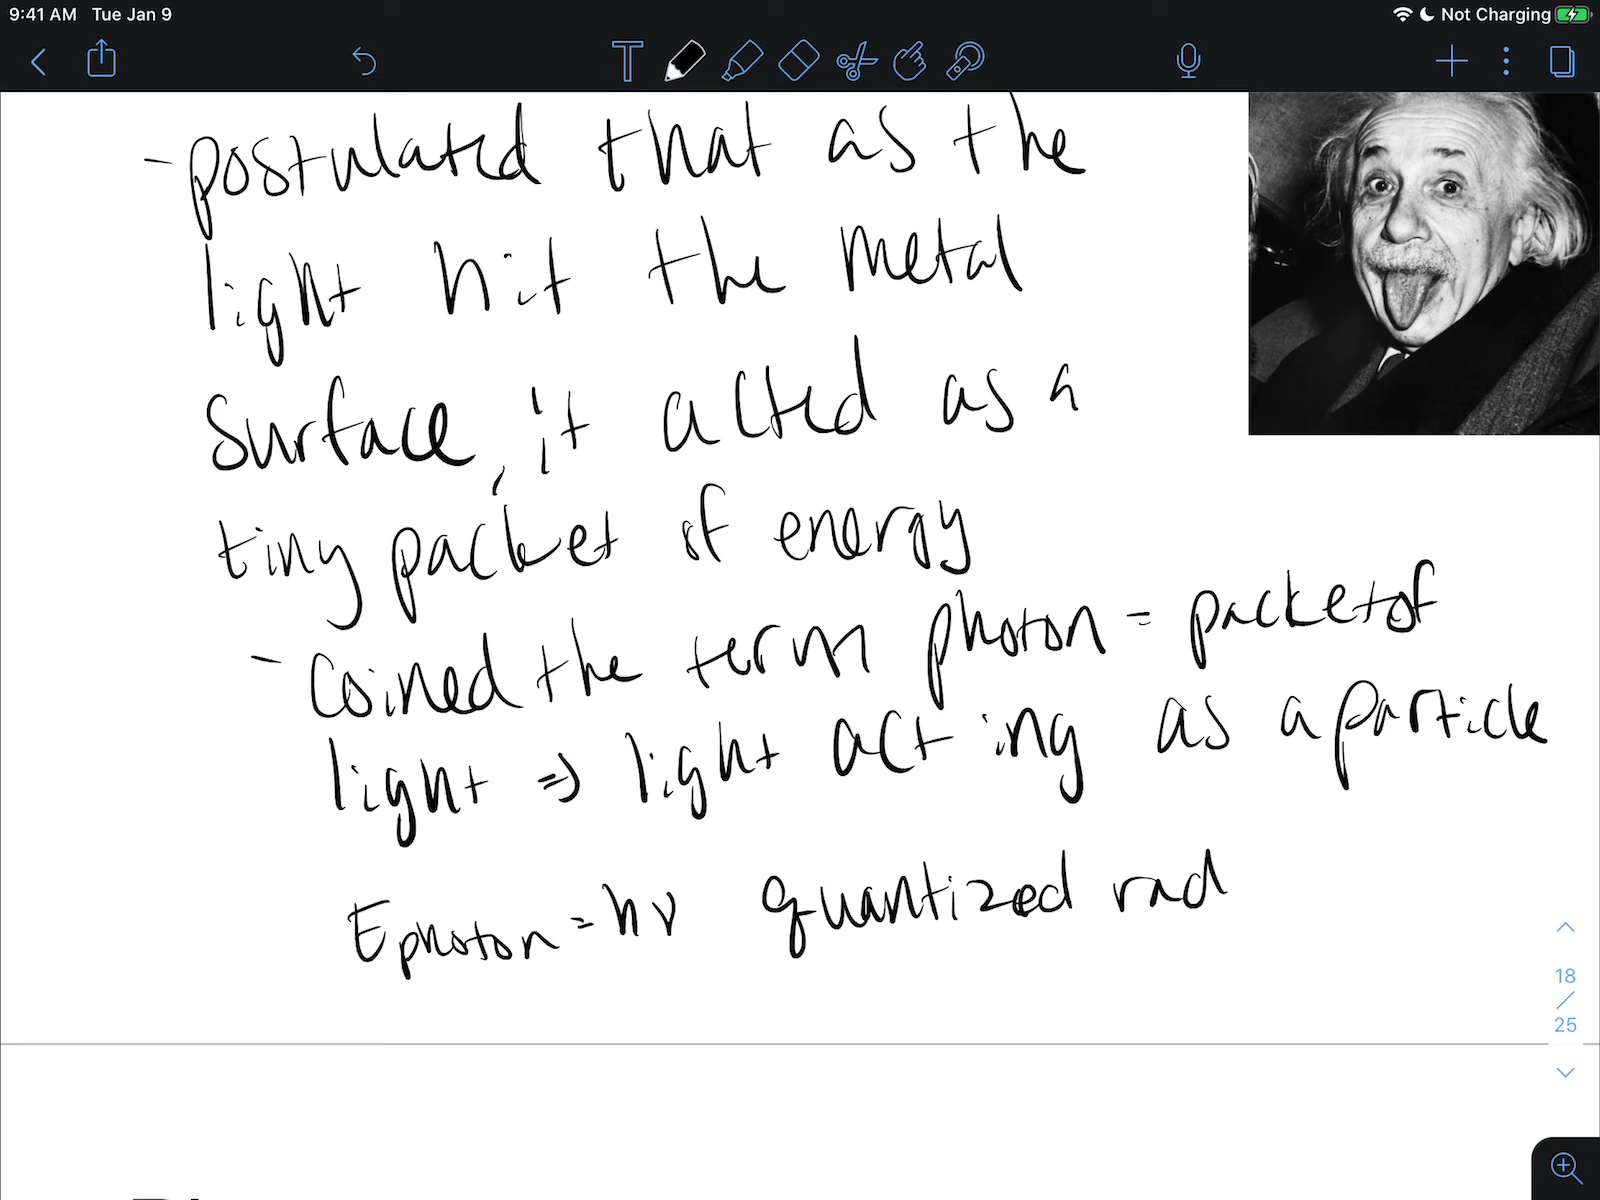 9:41 AM Tue Jan 9
Not Charging
- postulated that as the
light hit the metal
surface, it acted as a
tiny packet of energy
- coined the term photon = packet of
light => light acting as a particle
Ephoton = hν quantized rad
18
/
25